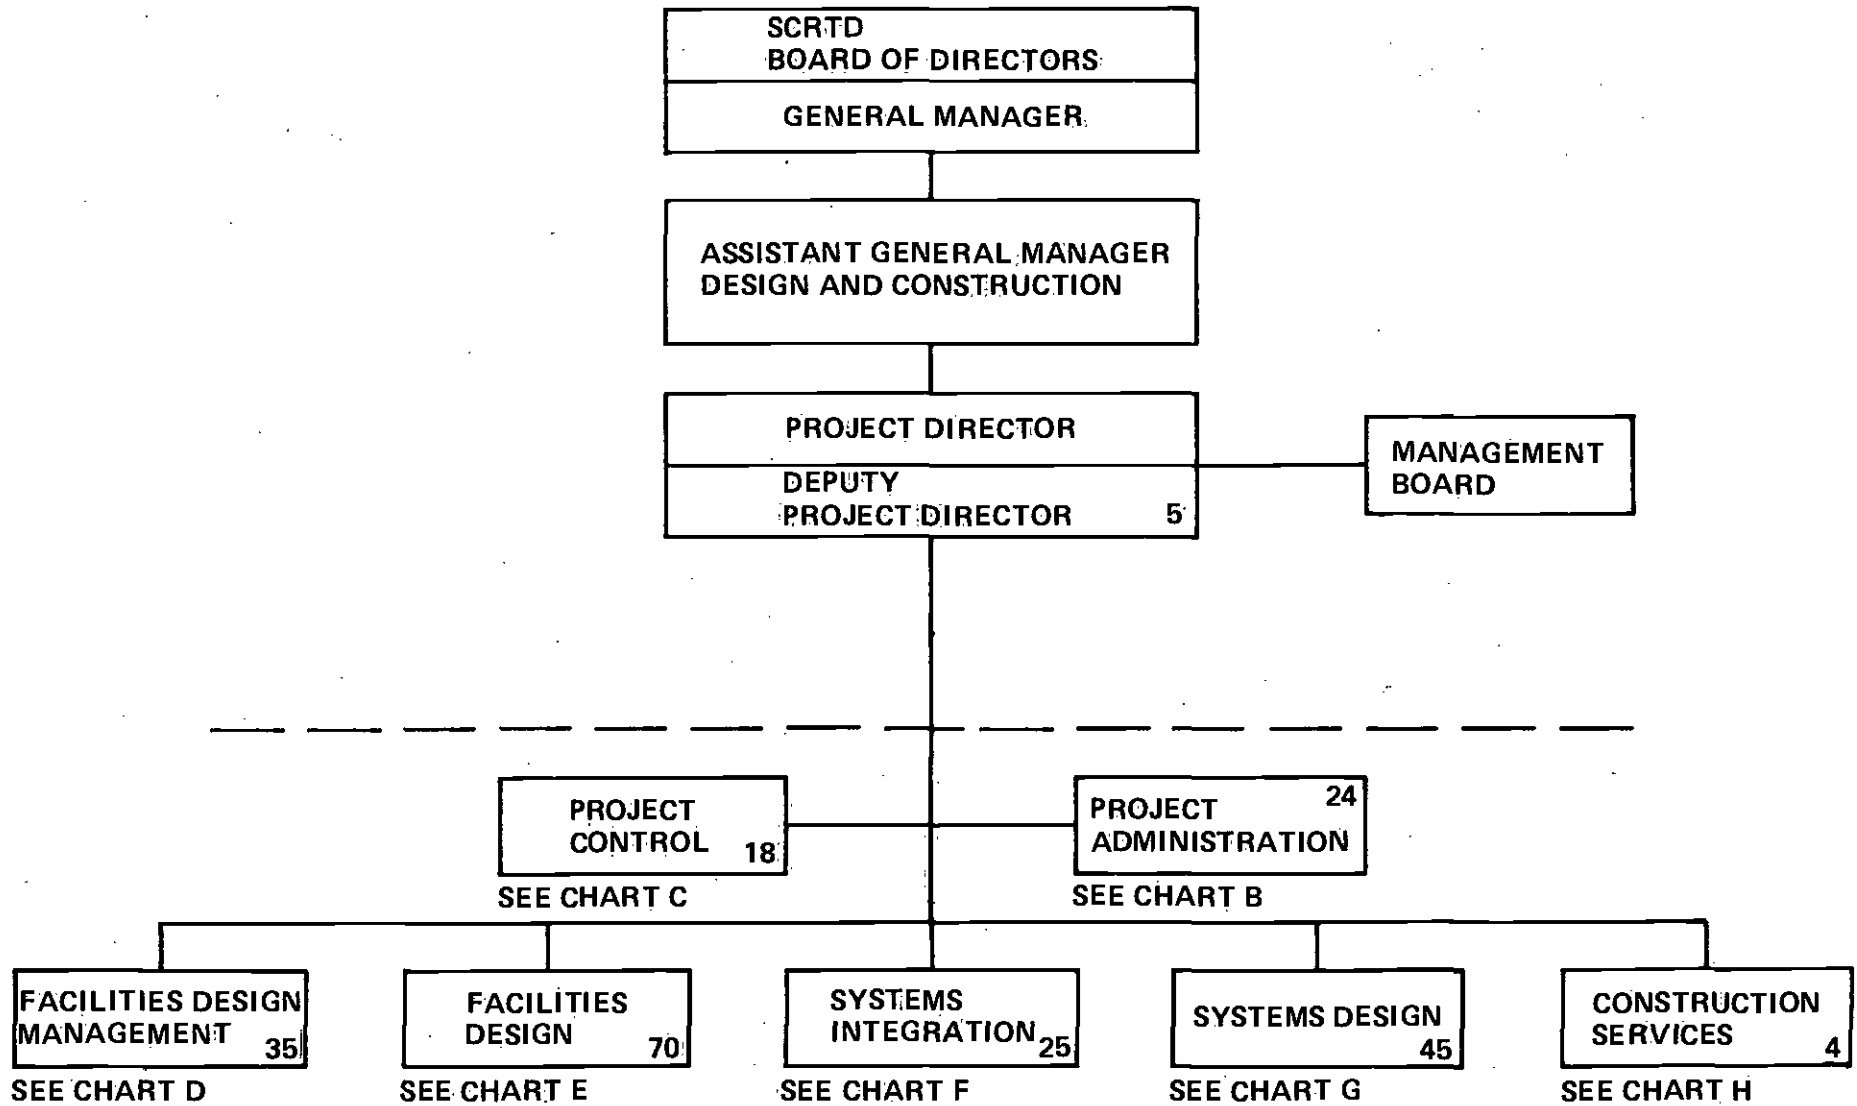 SCRTD
BOARD OF DIRECTORS
GENERAL MANAGER
ASSISTANT GENERAL MANAGER
DESIGN AND CONSTRUCTION
PROJECT DIRECTOR
DEPUTY
PROJECT DIRECTOR 5
MANAGEMENT
BOARD
PROJECT
CONTROL 18
SEE CHART C
24
PROJECT
ADMINISTRATION
SEE CHART B
FACILITIES DESIGN
MANAGEMENT 35
SEE CHART D
FACILITIES
DESIGN 70
SEE CHART E
SYSTEMS
INTEGRATION 25
SEE CHART F
SYSTEMS DESIGN
45
SEE CHART G
CONSTRUCTION
SERVICES 4
SEE CHART H